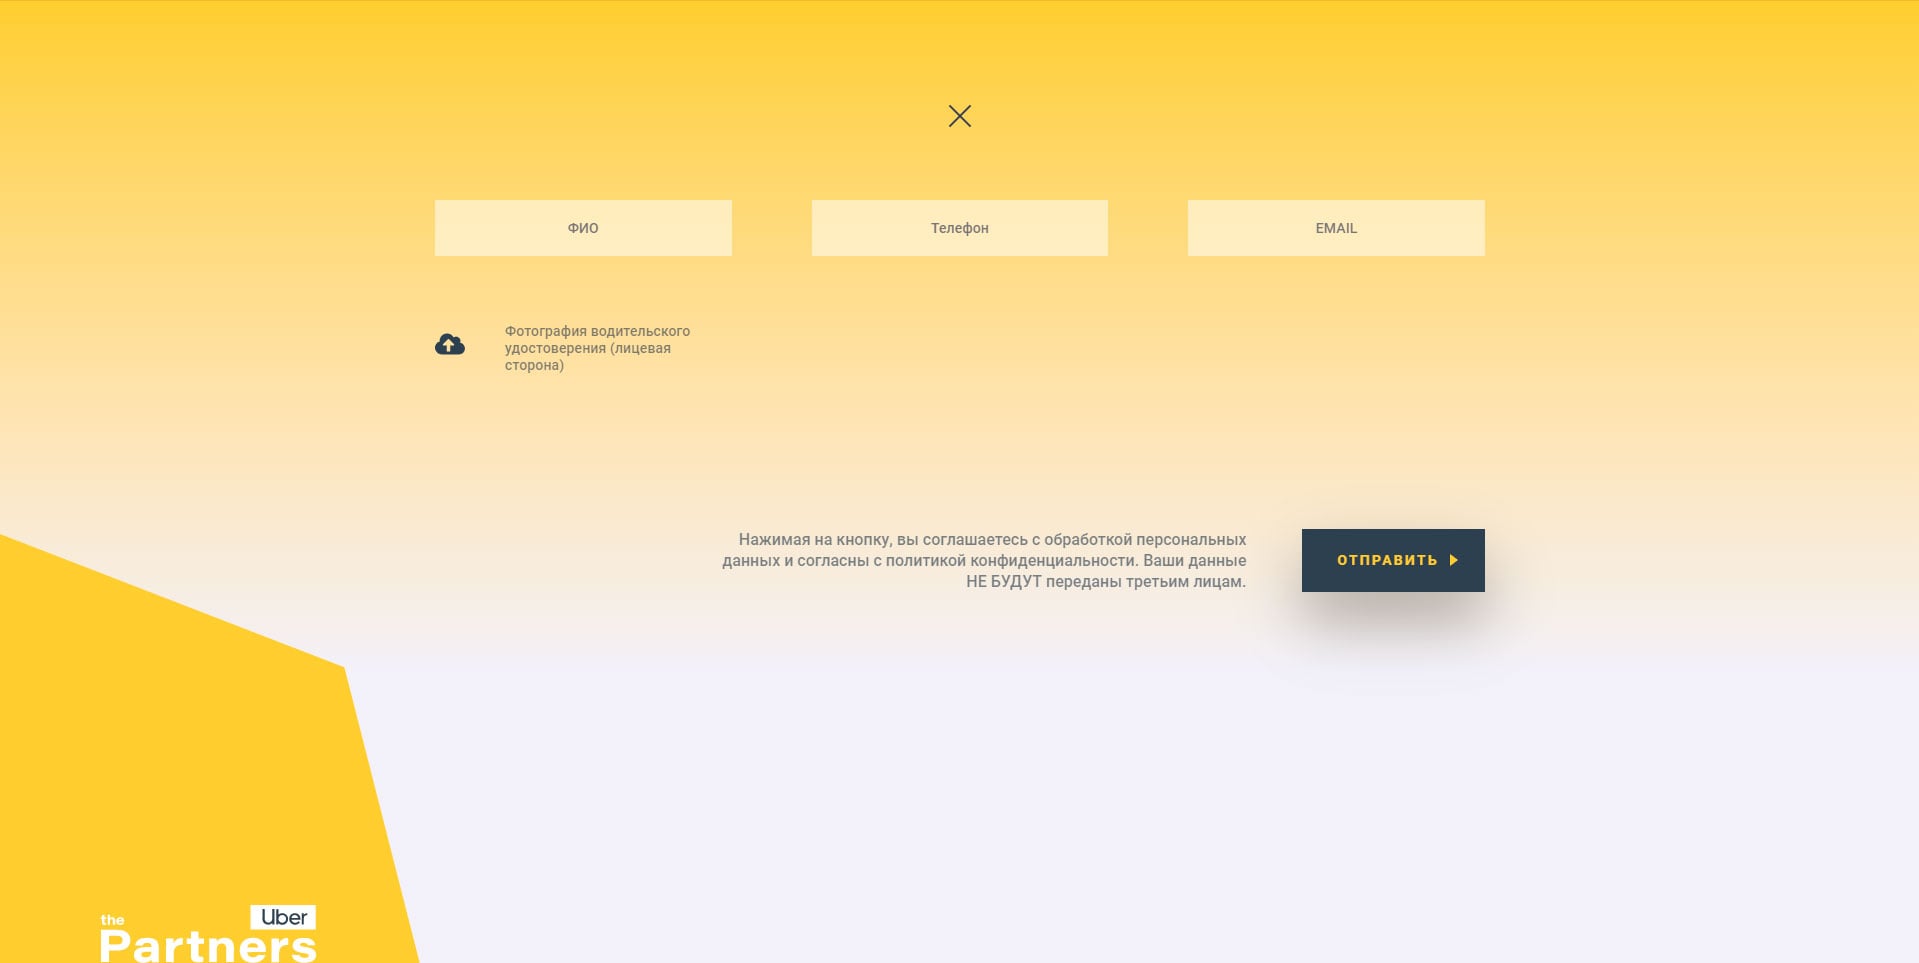 ФИО
Телефон
EMAIL
Фотография водительского
удостоверения (лицевая
сторона)
Нажимая на кнопку, вы соглашаетесь с обработкой персональных
данных и согласны с политикой конфиденциальности. Ваши данные
НЕ БУДУТ переданы третьим лицам.
ОТПРАВИТЬ
the
Uber
Partners